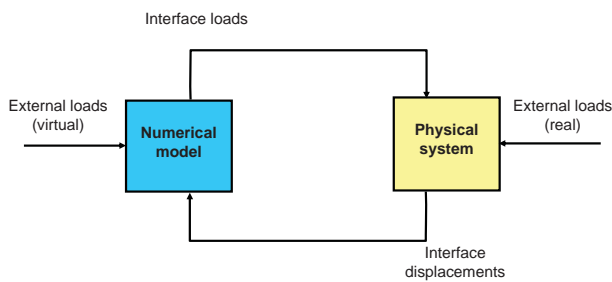 Interface loads
External loads
(virtual)
Numerical
model
Physical
system
External loads
(real)
Interface
displacements